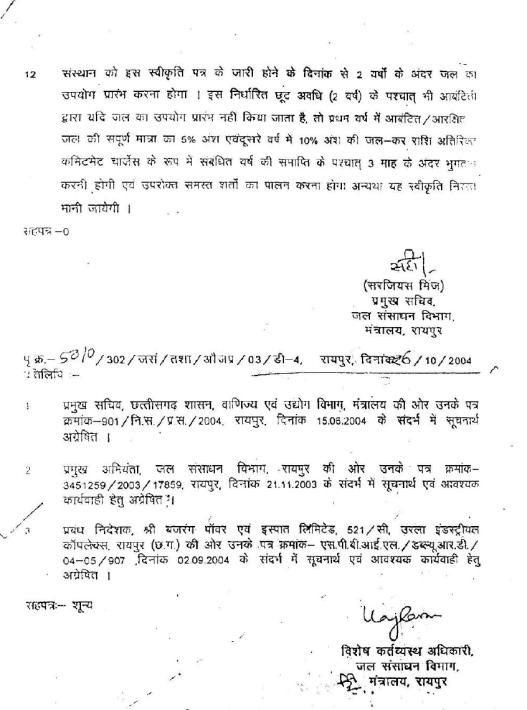 12 संस्थान को इस स्वीकृति पत्र के जारी होने के दिनांक से 2 वर्षो के अंदर जल का
उपयोग प्रारंभ करना होगा । इस निर्धारित छूट अवधि (2 वर्ष) के पश्चात् भी आबंटिती
द्वारा यदि जल का उपयोग प्रारंभ नही किया जाता है, तो प्रथम वर्ष में आबंटित/आरक्षित
जल की संपूर्ण मात्रा का 5% अंश एवंदूसरे वर्ष में 10% अंश की जल–कर राशि अतिरिक्त
कमिटमेंट चार्जेस के रूप में संबंधित वर्ष की समाप्ति के पश्चात् 3 माह के अंदर भुगतान
करनी होगी एवं उपरोक्त समस्त शर्तो का पालन करना होगा अन्यथा यह स्वीकृति निरस्त
मानी जायेगी ।
सहपत्र –0
सही/-
(सरजियस मिंज)
प्रमुख सचिव,
जल संसाधन विभाग,
मंत्रालय, रायपुर
पृ.क्र.– 5010/302/जसं/तशा/औजप्र/03/डी–4, रायपुर, दिनांक 26/10/2004
प्रतिलिपि :–
1 प्रमुख सचिव, छत्तीसगढ़ शासन, वाणिज्य एवं उद्योग विभाग, मंत्रालय की ओर उनके पत्र
क्रमांक–901/नि.स./प्र.स./2004, रायपुर, दिनांक 15.06.2004 के संदर्भ में सूचनार्थ
अग्रेषित ।
2 प्रमुख अभियंता, जल संसाधन विभाग, रायपुर की ओर उनके पत्र क्रमांक–
3451259/2003/17859, रायपुर, दिनांक 21.11.2003 के संदर्भ में सूचनार्थ एवं आवश्यक
कार्यवाही हेतु अग्रेषित ।
3 प्रबंध निदेशक, श्री बजरंग पॉवर एवं इस्पात लिमिटेड, 521/सी, उरला इंडस्ट्रीयल
कॉपलेक्स, रायपुर (छ.ग.) की ओर उनके पत्र क्रमांक– एस.पी.बी.आई.एल./डब्ल्यू.आर.डी./
04–05/907 ,दिनांक 02.09.2004 के संदर्भ में सूचनार्थ एवं आवश्यक कार्यवाही हेतु
अग्रेषित ।
सहपत्रः– शून्य
विशेष कर्तव्यस्थ अधिकारी,
जल संसाधन विभाग,
मंत्रालय, रायपुर